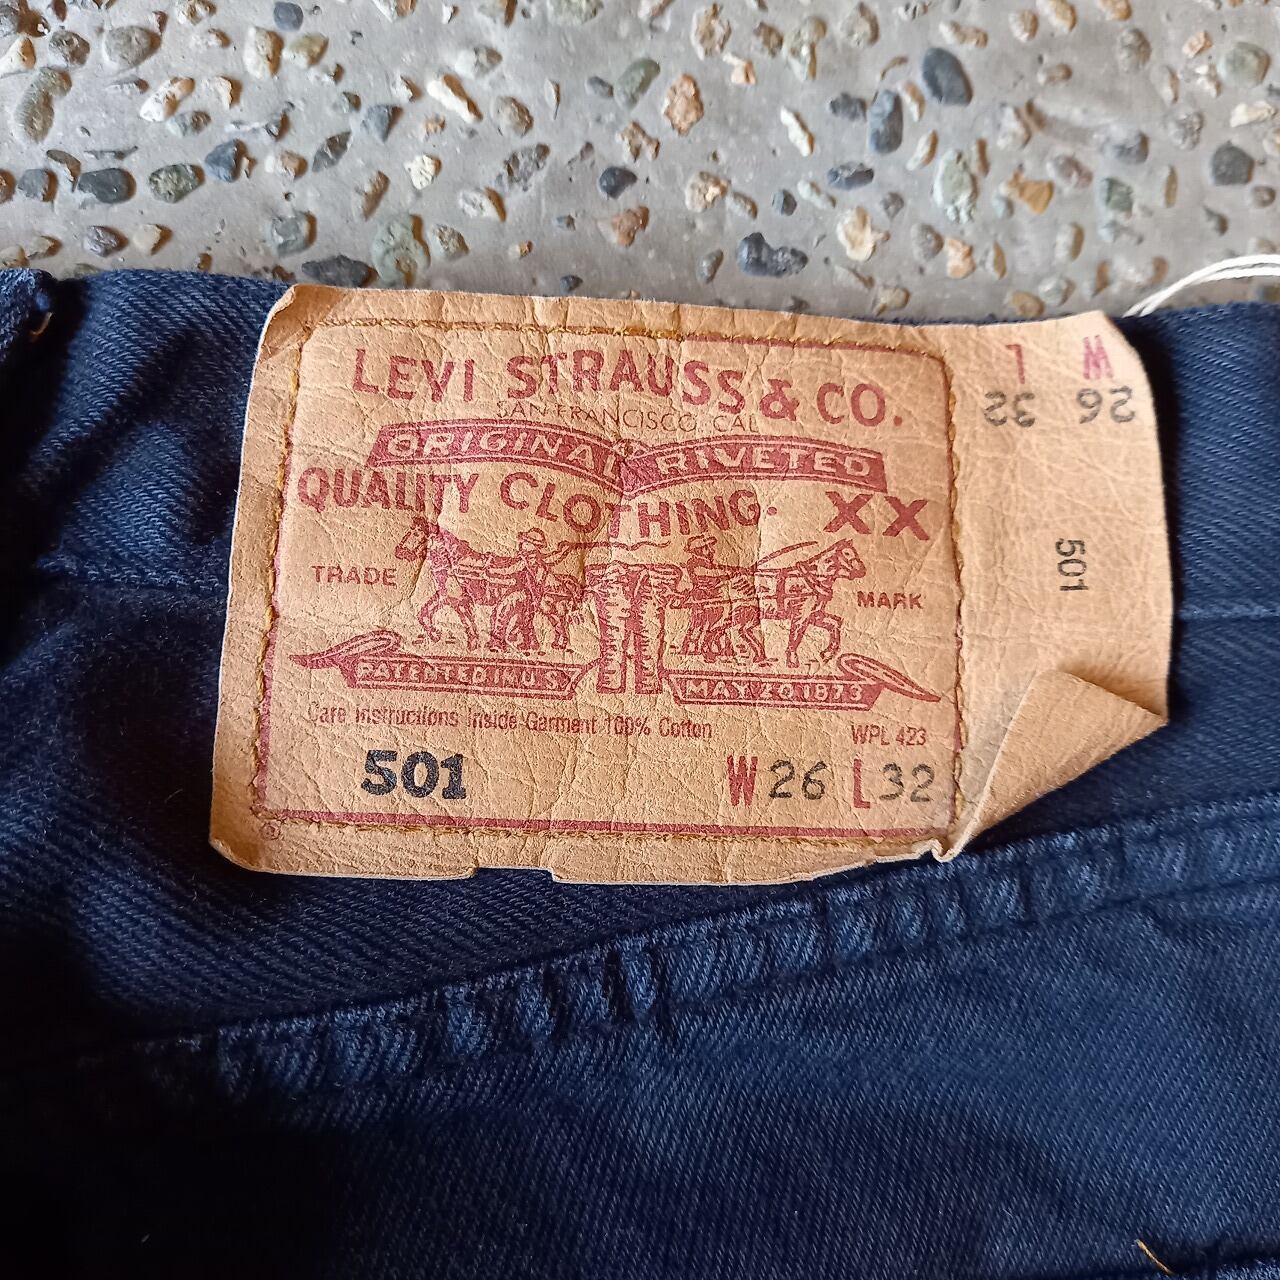 LEVI STRAUSS & CO.
SAN FRANCISCO, CAL
ORIGINAL RIVETED
QUALITY CLOTHING. XX
TRADE MARK
PATENTED IN U S MAY 20 1873
Care Instructions Inside Garment 100% Cotton WPL 423
501 W 26 L 32
®
W L
26 32
501